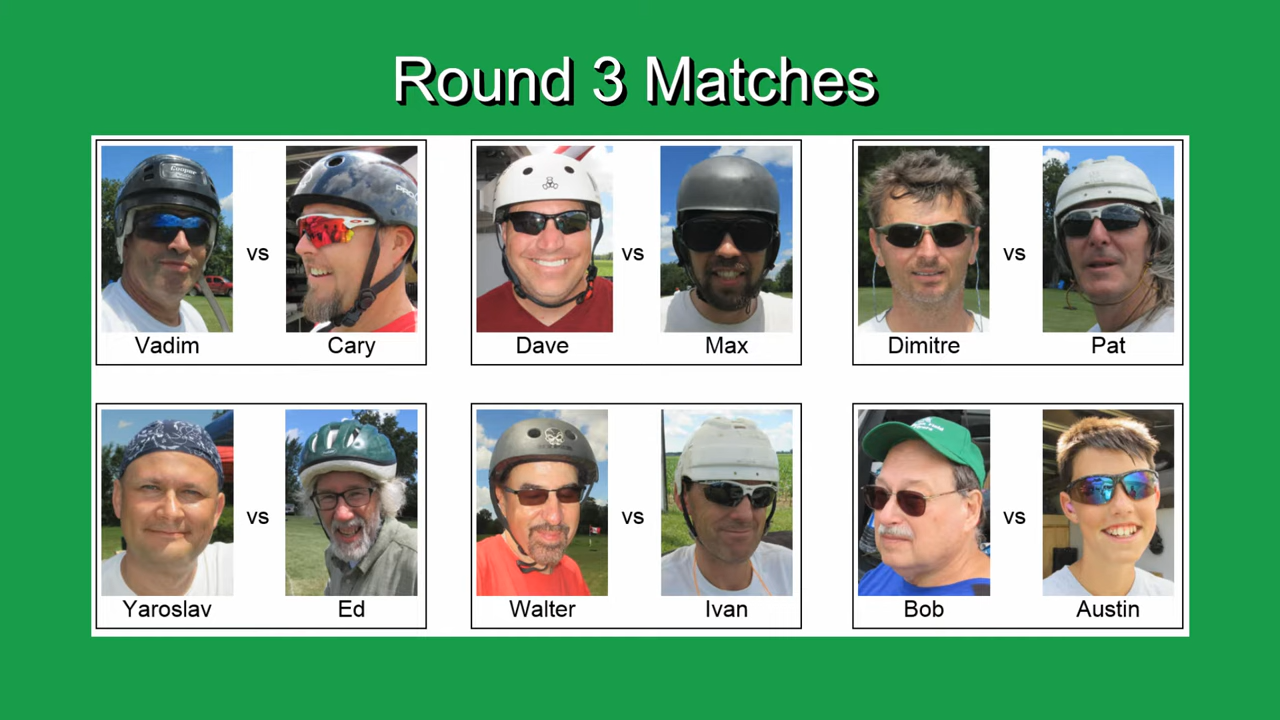 Round 3 Matches
Cooper
vs
Vadim
Cary
vs
Dave
Max
vs
Dimitre
Pat
vs
Yaroslav
Ed
vs
Walter
Ivan
vs
Bob
Austin